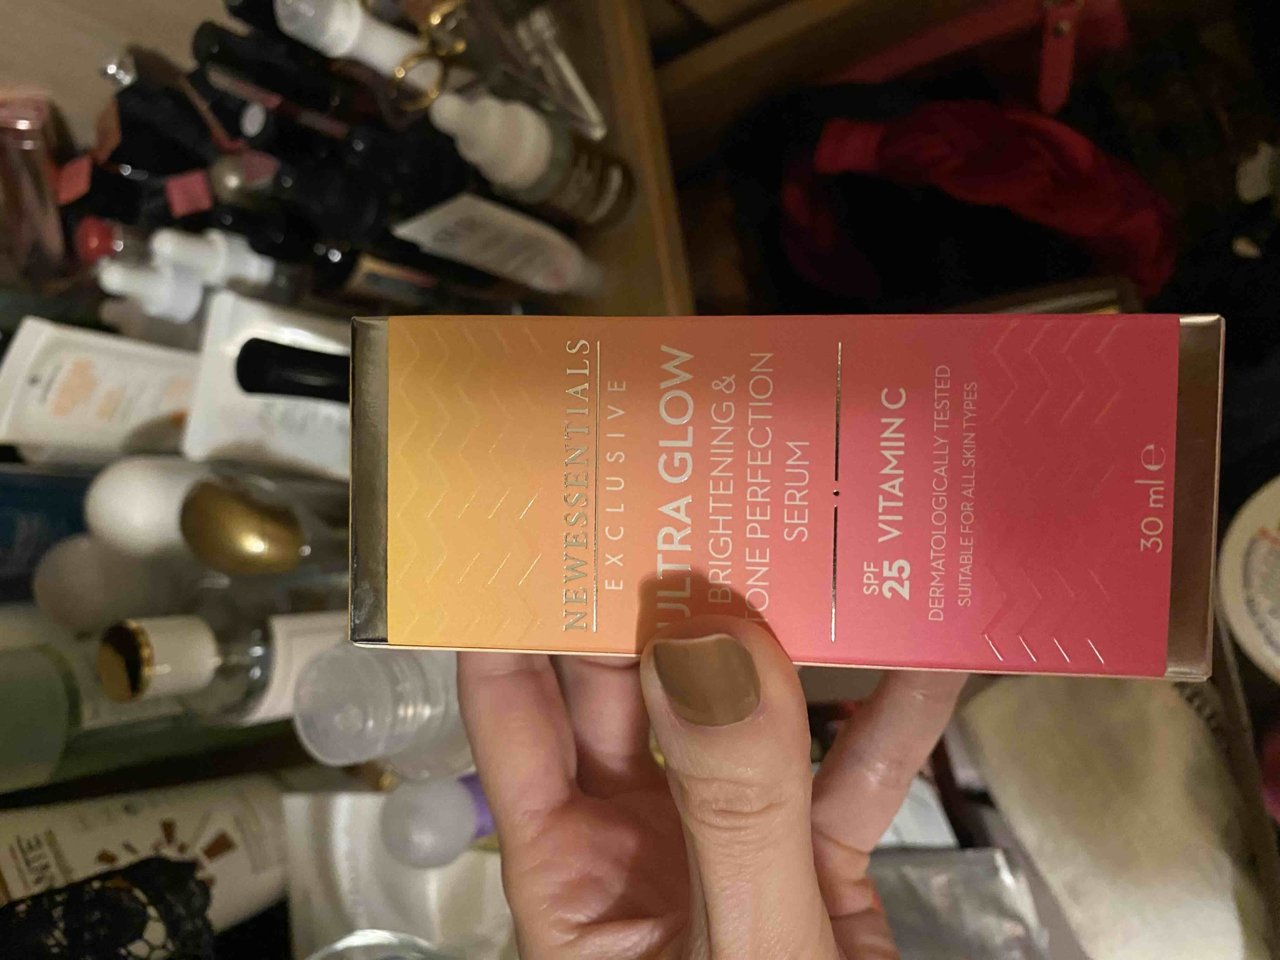 NEWESSENTIALS
EXCLUSIVE
ULTRA GLOW
BRIGHTENING &
TONE PERFECTION
SERUM
SPF
25 VITAMIN C
DERMATOLOGICALLY TESTED
SUITABLE FOR ALL SKIN TYPES
30 ml ℮